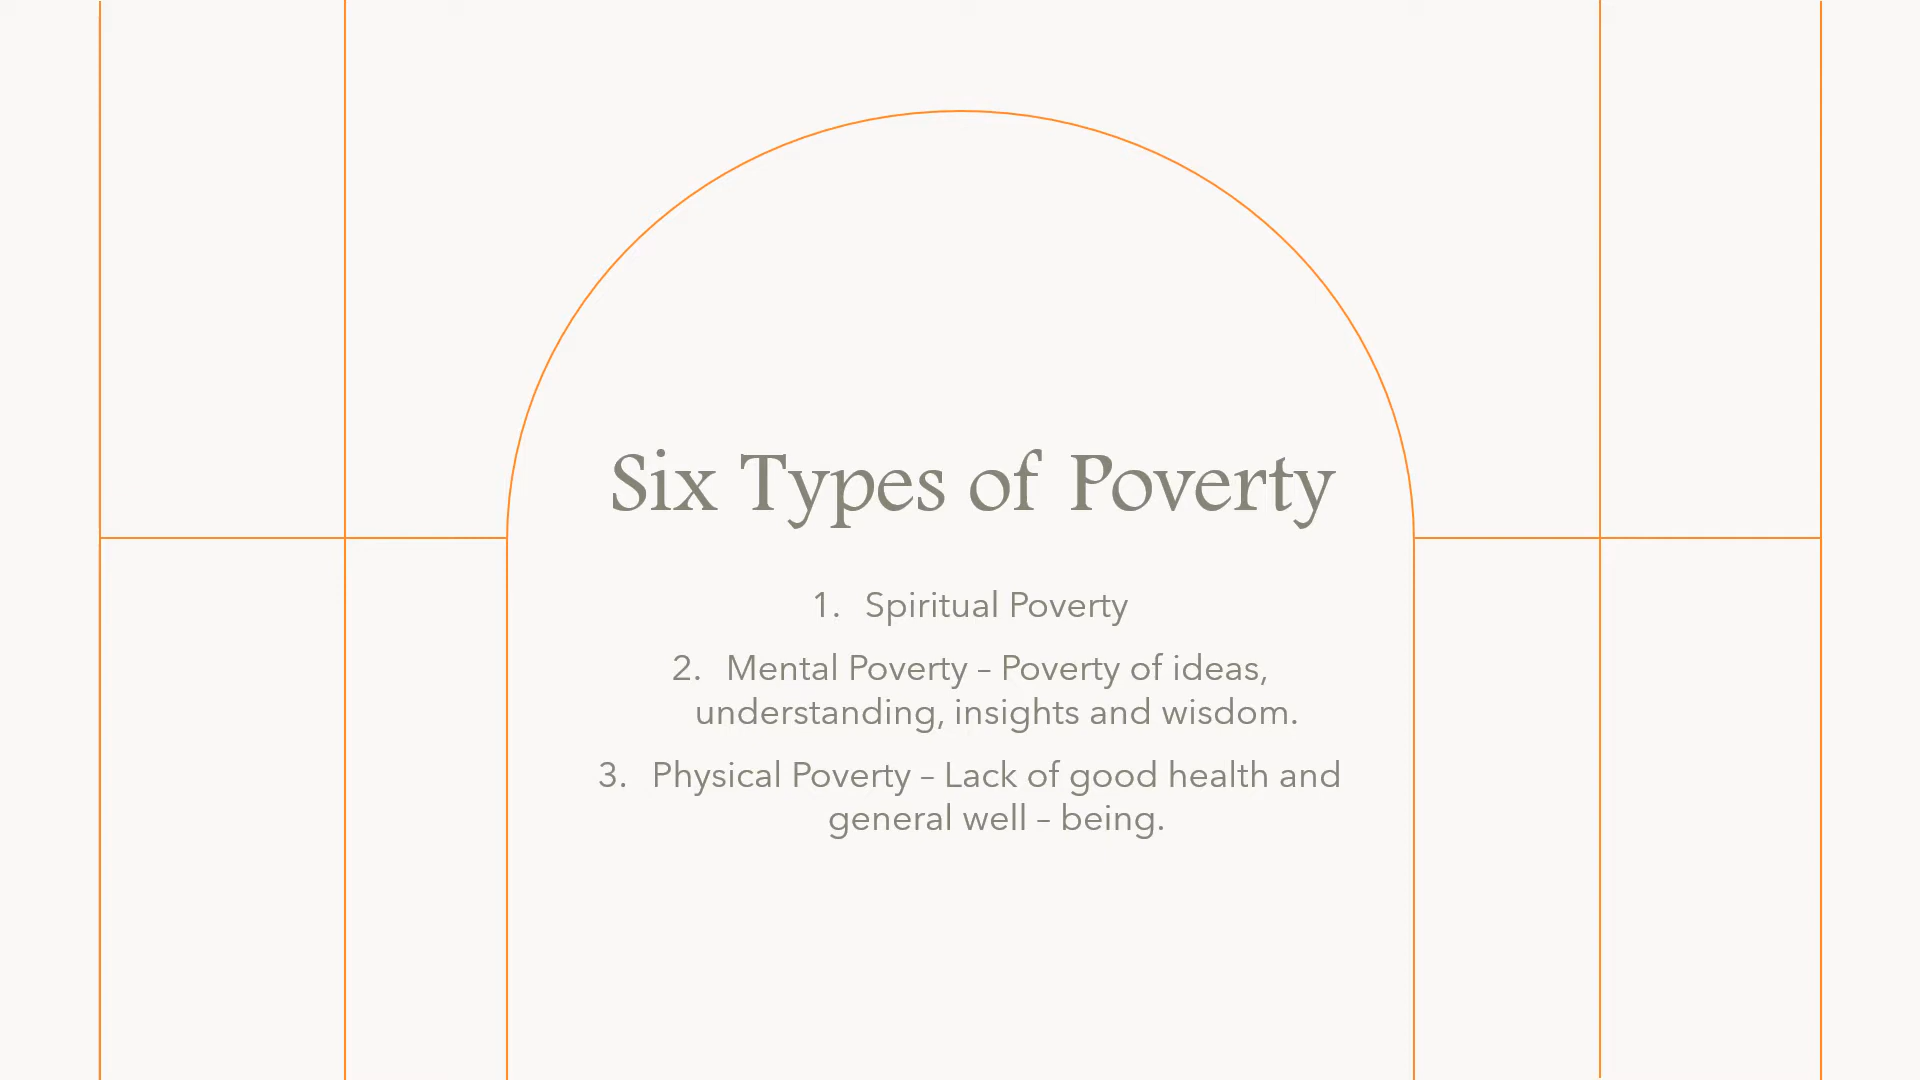 Six Types of Poverty
1. Spiritual Poverty
2. Mental Poverty – Poverty of ideas,
understanding, insights and wisdom.
3. Physical Poverty – Lack of good health and
general well – being.